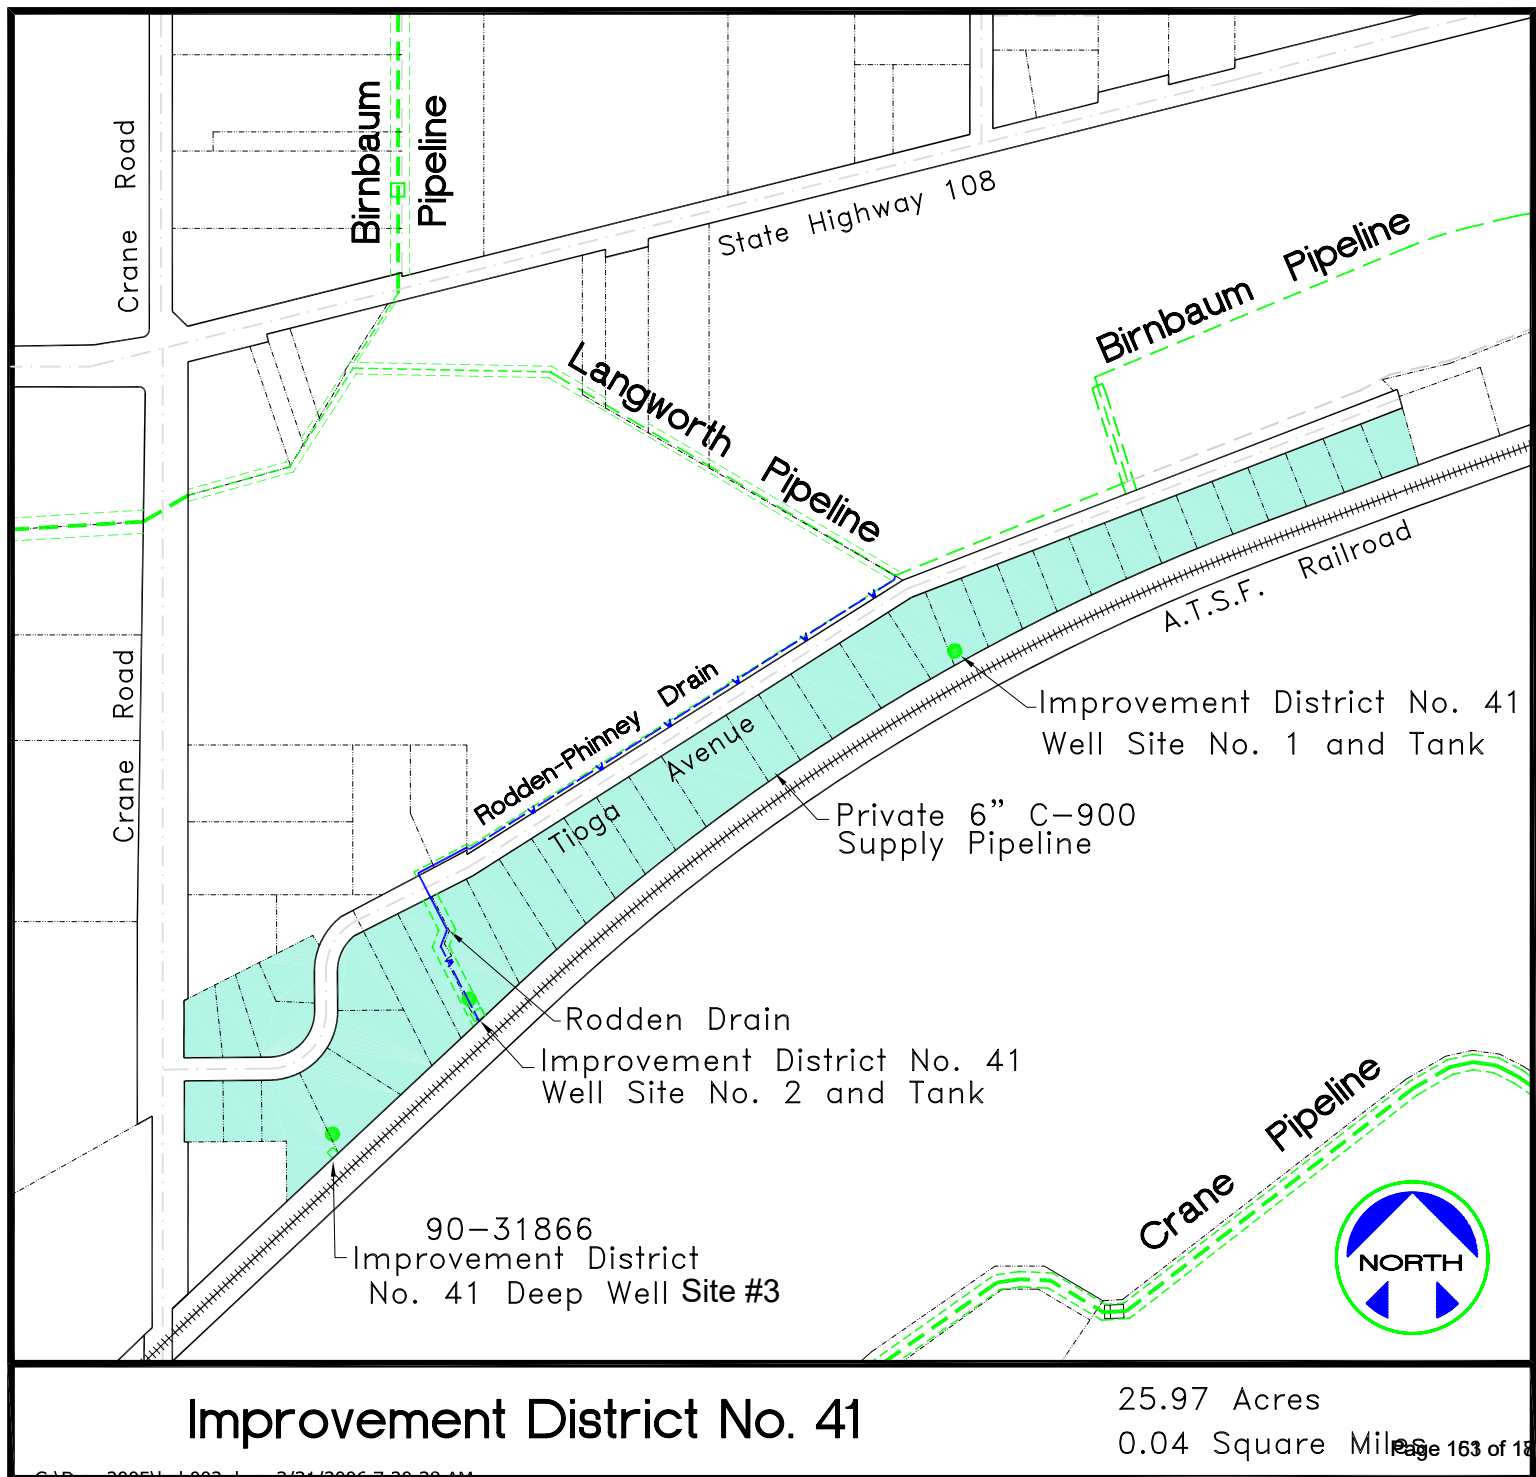 Crane Road
Birnbaum
Pipeline
State Highway 108
Birnbaum Pipeline
Langworth Pipeline
A.T.S.F. Railroad
Crane Road
Rodden-Phinney Drain
Tioga Avenue
Improvement District No. 41
Well Site No. 1 and Tank
Private 6” C-900
Supply Pipeline
Rodden Drain
Improvement District No. 41
Well Site No. 2 and Tank
Crane Pipeline
90-31866
Improvement District
No. 41 Deep Well Site #3
NORTH
Improvement District No. 41
25.97 Acres
0.04 Square Miles